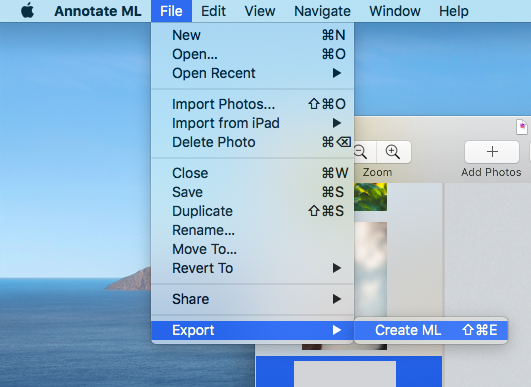 Annotate ML File Edit View Navigate Window Help
New ⌘N
Open... ⌘O
Open Recent ▶
Import Photos... ⇧⌘O
Import from iPad ▶
Delete Photo ⌘⌫
Zoom
Add Photos
Close ⌘W
Save ⌘S
Duplicate ⇧⌘S
Rename...
Move To...
Revert To ▶
Share ▶
Export ▶ Create ML ⇧⌘E